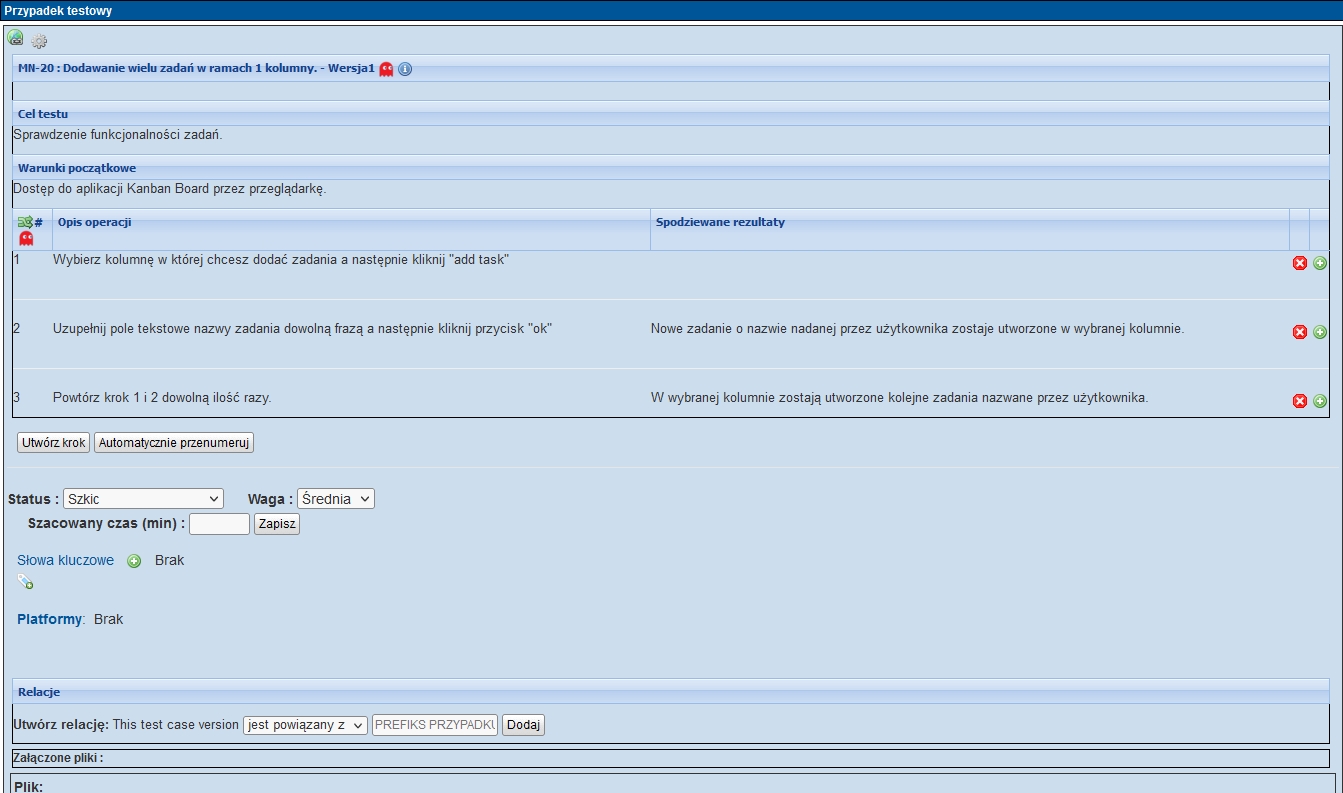 Przypadek testowy
MN-20 : Dodawanie wielu zadań w ramach 1 kolumny. - Wersja1
Cel testu
Sprawdzenie funkcjonalności zadań.
Warunki początkowe
Dostęp do aplikacji Kanban Board przez przeglądarkę.
# Opis operacji Spodziewane rezultaty
1 Wybierz kolumnę w której chcesz dodać zadania a następnie kliknij "add task"
2 Uzupełnij pole tekstowe nazwy zadania dowolną frazą a następnie kliknij przycisk "ok" Nowe zadanie o nazwie nadanej przez użytkownika zostaje utworzone w wybranej kolumnie.
3 Powtórz krok 1 i 2 dowolną ilość razy. W wybranej kolumnie zostają utworzone kolejne zadania nazwane przez użytkownika.
Utwórz krok Automatycznie przenumeruj
Status : Szkic Waga : Średnia
Szacowany czas (min) : Zapisz
Słowa kluczowe Brak
Platformy: Brak
Relacje
Utwórz relację: This test case version jest powiązany z PREFIKS PRZYPADKU Dodaj
Załączone pliki :
Plik: